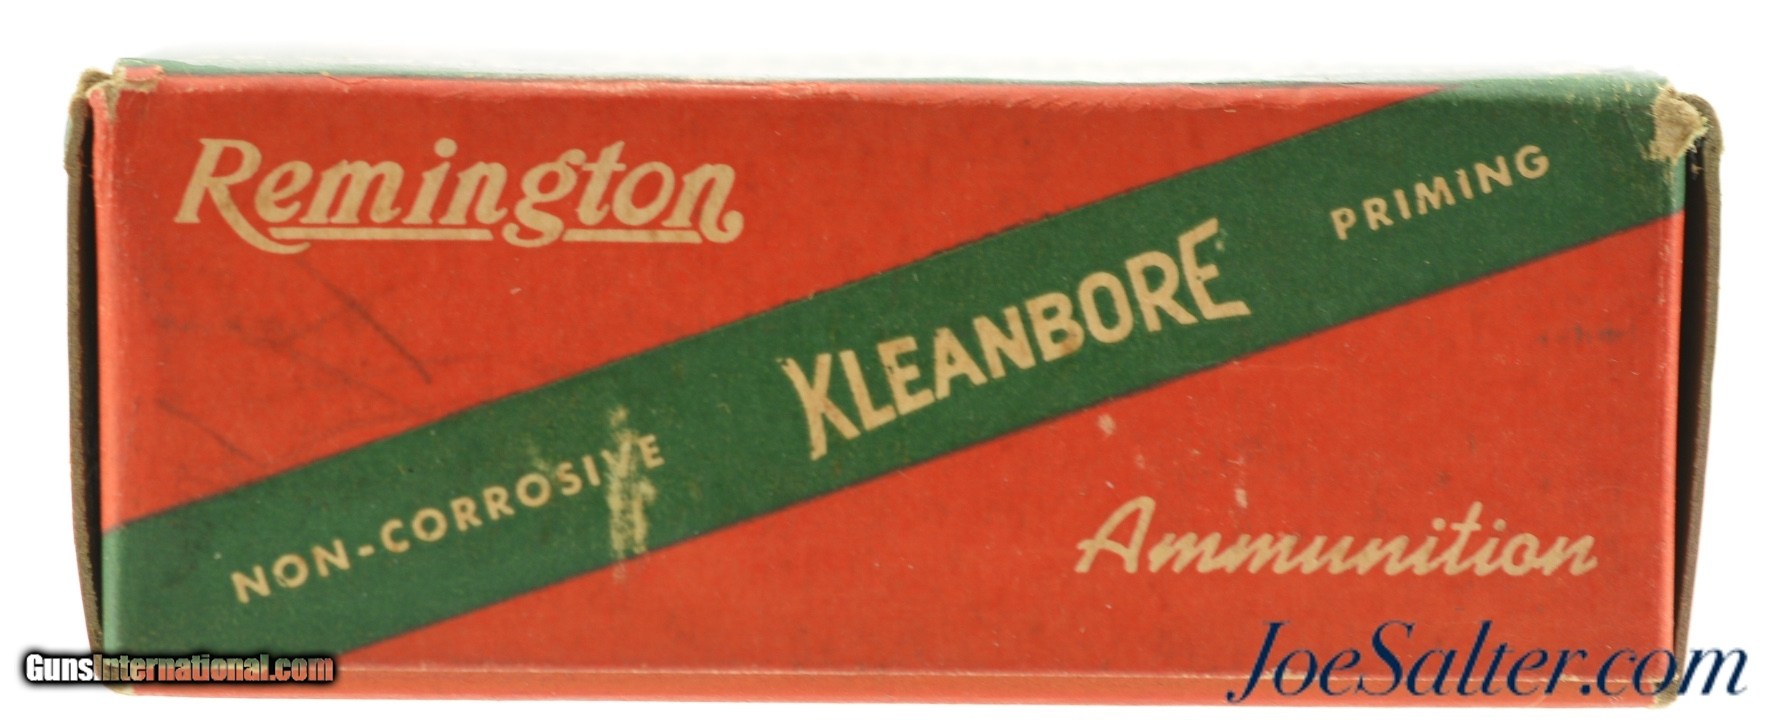 Remington
NON-CORROSIVE KLEANBORE PRIMING
Ammunition
GunsInternational.com
JoeSalter.com